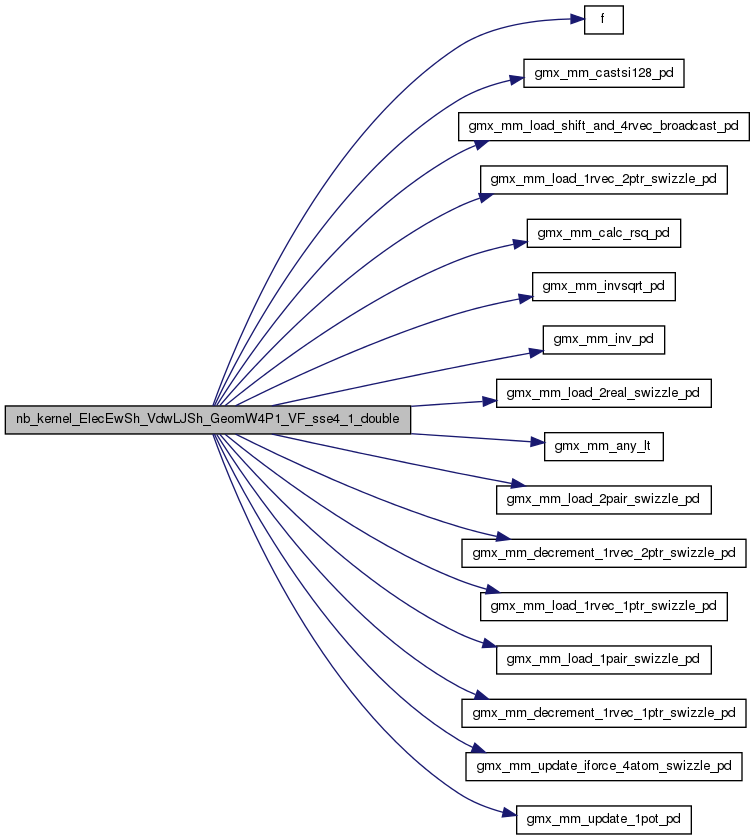 f
gmx_mm_castsi128_pd
gmx_mm_load_shift_and_4rvec_broadcast_pd
gmx_mm_load_1rvec_2ptr_swizzle_pd
gmx_mm_calc_rsq_pd
gmx_mm_invsqrt_pd
gmx_mm_inv_pd
gmx_mm_load_2real_swizzle_pd
nb_kernel_ElecEwSh_VdwLJSh_GeomW4P1_VF_sse4_1_double
gmx_mm_any_lt
gmx_mm_load_2pair_swizzle_pd
gmx_mm_decrement_1rvec_2ptr_swizzle_pd
gmx_mm_load_1rvec_1ptr_swizzle_pd
gmx_mm_load_1pair_swizzle_pd
gmx_mm_decrement_1rvec_1ptr_swizzle_pd
gmx_mm_update_iforce_4atom_swizzle_pd
gmx_mm_update_1pot_pd